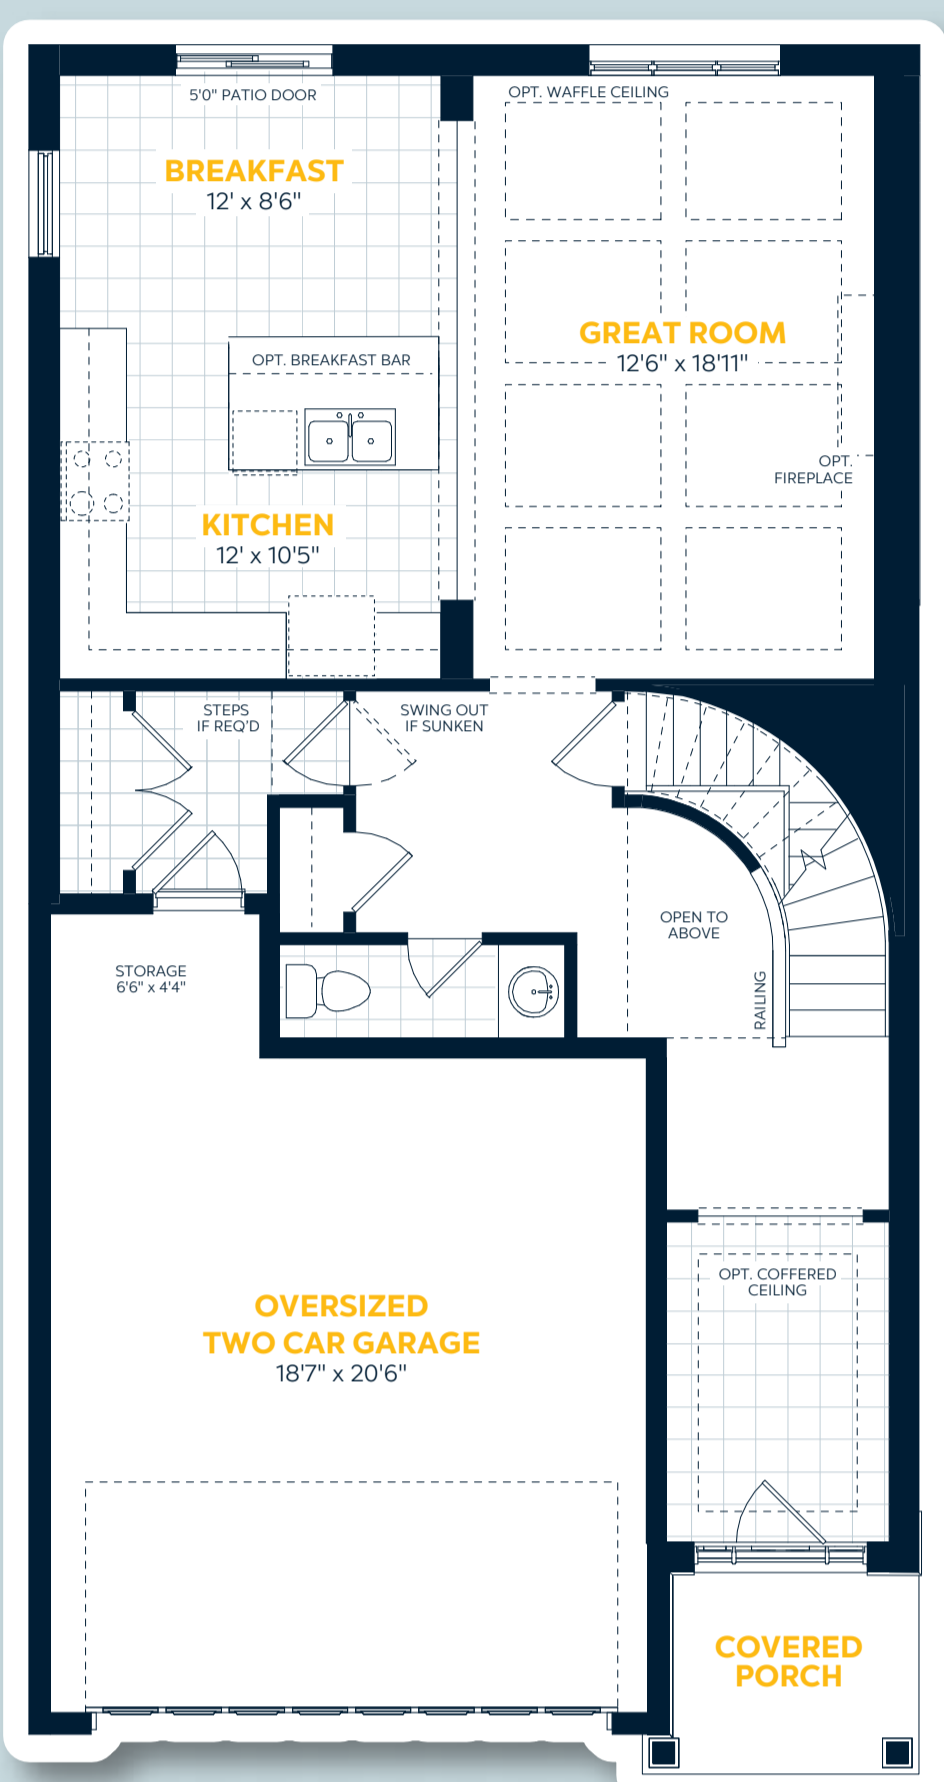 5'0" PATIO DOOR
OPT. WAFFLE CEILING
BREAKFAST
12' x 8'6"
GREAT ROOM
12'6" x 18'11"
OPT. BREAKFAST BAR
OPT.
FIREPLACE
KITCHEN
12' x 10'5"
STEPS
IF REQ'D
SWING OUT
IF SUNKEN
OPEN TO
ABOVE
STORAGE
6'6" x 4'4"
RAILING
OPT. COFFERED
CEILING
OVERSIZED
TWO CAR GARAGE
18'7" x 20'6"
COVERED
PORCH